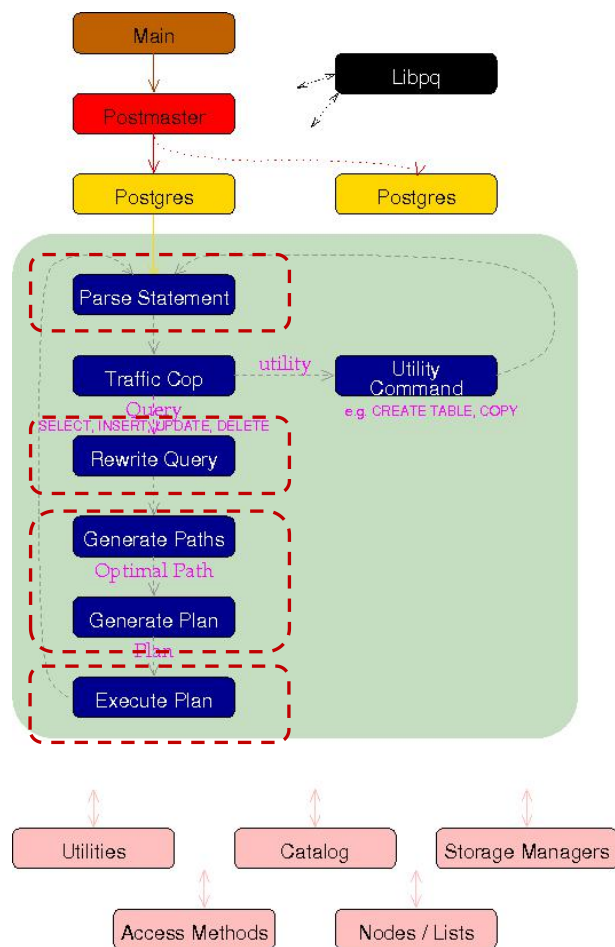 Main
Libpq
Postmaster
Postgres
Postgres
Parse Statement
Traffic Cop
utility
Utility
Command
Query
SELECT, INSERT, UPDATE, DELETE
e.g. CREATE TABLE, COPY
Rewrite Query
Generate Paths
Optimal Path
Generate Plan
Plan
Execute Plan
Utilities
Catalog
Storage Managers
Access Methods
Nodes / Lists